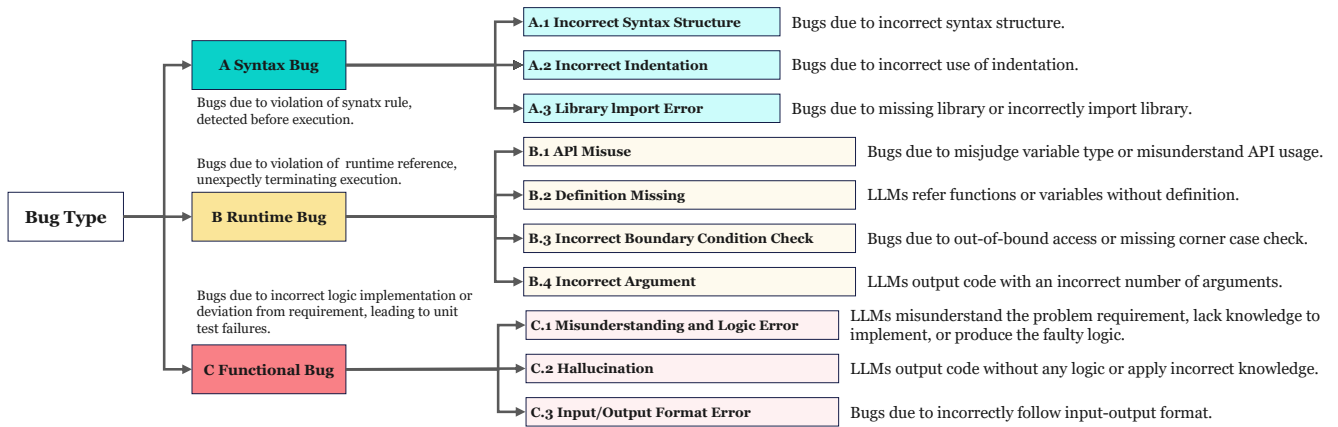 Bug Type
A Syntax Bug
Bugs due to violation of synatx rule,
detected before execution.
A.1 Incorrect Syntax Structure
Bugs due to incorrect syntax structure.
A.2 Incorrect Indentation
Bugs due to incorrect use of indentation.
A.3 Library lmport Error
Bugs due to missing library or incorrectly import library.
Bugs due to violation of  runtime reference,
unexpectly terminating execution.
B Runtime Bug
B.1 APl Misuse
Bugs due to misjudge variable type or misunderstand API usage.
B.2 Definition Missing
LLMs refer functions or variables without definition.
B.3 Incorrect Boundary Condition Check
Bugs due to out-of-bound access or missing corner case check.
B.4 Incorrect Argument
LLMs output code with an incorrect number of arguments.
Bugs due to incorrect logic implementation or
deviation from requirement, leading to unit
test failures.
C Functional Bug
C.1 Misunderstanding and Logic Error
LLMs misunderstand the problem requirement, lack knowledge to
implement, or produce the faulty logic.
C.2 Hallucination
LLMs output code without any logic or apply incorrect knowledge.
C.3 Input/Output Format Error
Bugs due to incorrectly follow input-output format.